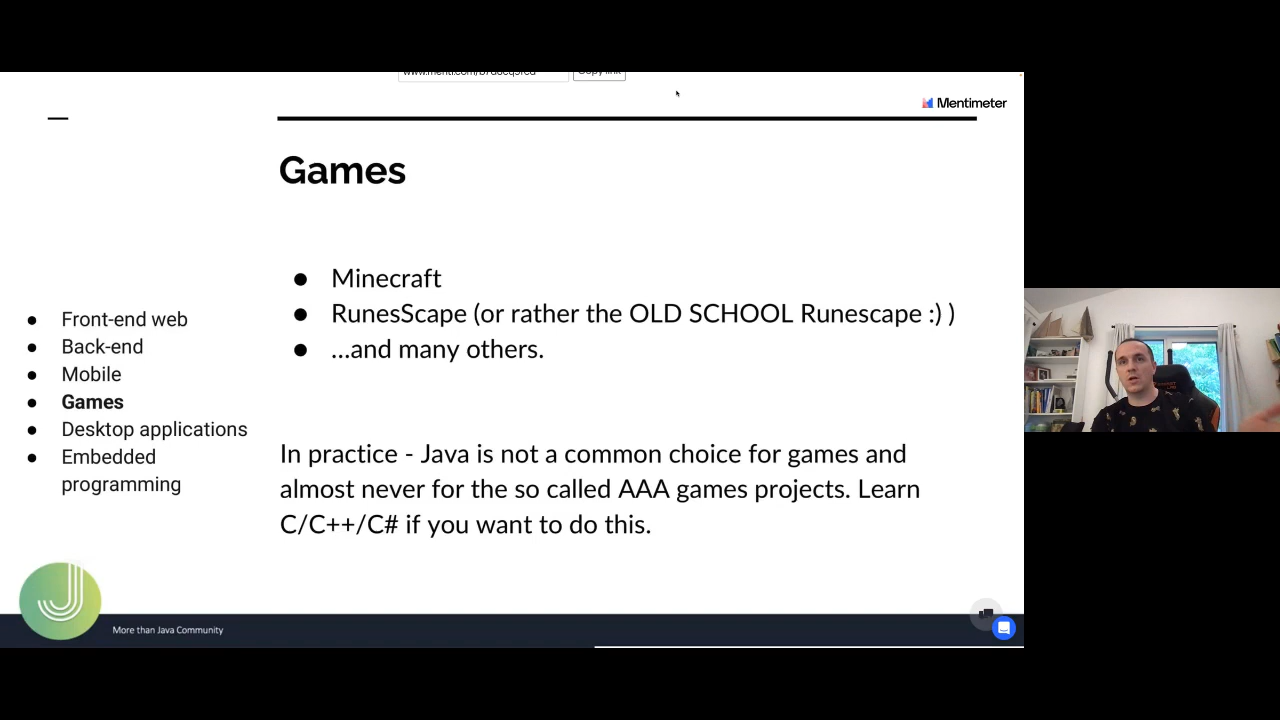 Copy link
Mentimeter
Games
Minecraft
RunesScape (or rather the OLD SCHOOL Runescape :) )
...and many others.
Front-end web
Back-end
Mobile
Games
Desktop applications
Embedded
programming
In practice - Java is not a common choice for games and
almost never for the so called AAA games projects. Learn
C/C++/C# if you want to do this.
More than Java Community